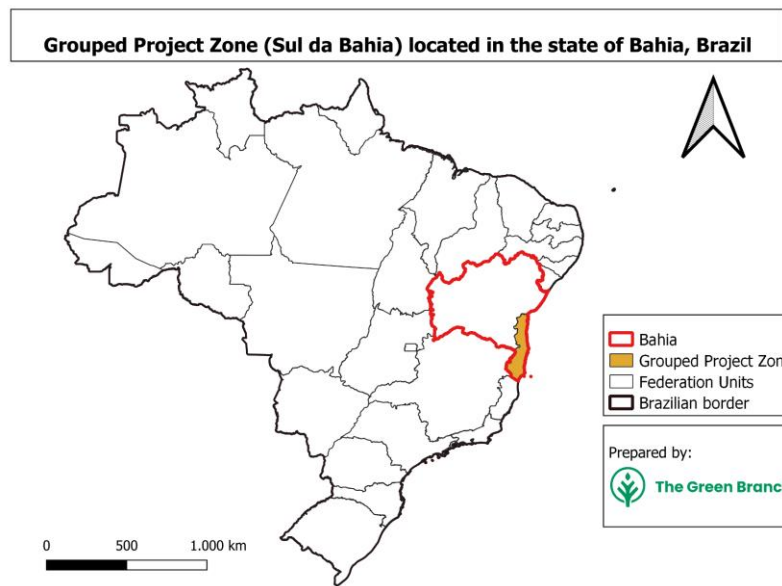 Grouped Project Zone (Sul da Bahia) located in the state of Bahia, Brazil
Bahia
Grouped Project Zon
Federation Units
Brazilian border
Prepared by:
The Green Branc
0 500 1.000 km